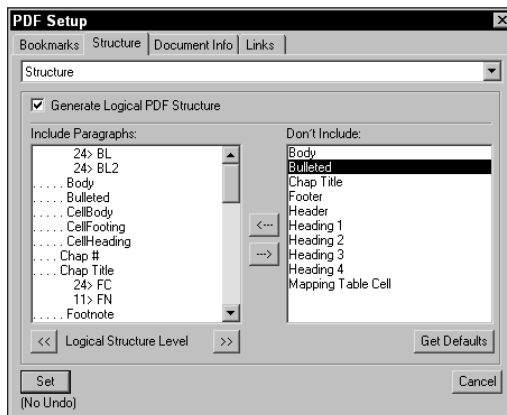 PDF Setup
Bookmarks Structure Document Info Links
Structure
Generate Logical PDF Structure
Include Paragraphs:
24> BL
24> BL2
. . . . . Body
. . . . . Bulleted
. . . . . CellBody
. . . . . CellFooting
. . . . . CellHeading
. . . . Chap #
. . . . Chap Title
24> FC
11> FN
. . . . . Footnote
<< Logical Structure Level >>
<---
--->
Don't Include:
Body
Bulleted
Chap Title
Footer
Header
Heading 1
Heading 2
Heading 3
Heading 4
Mapping Table Cell
Get Defaults
Set
Cancel
(No Undo)